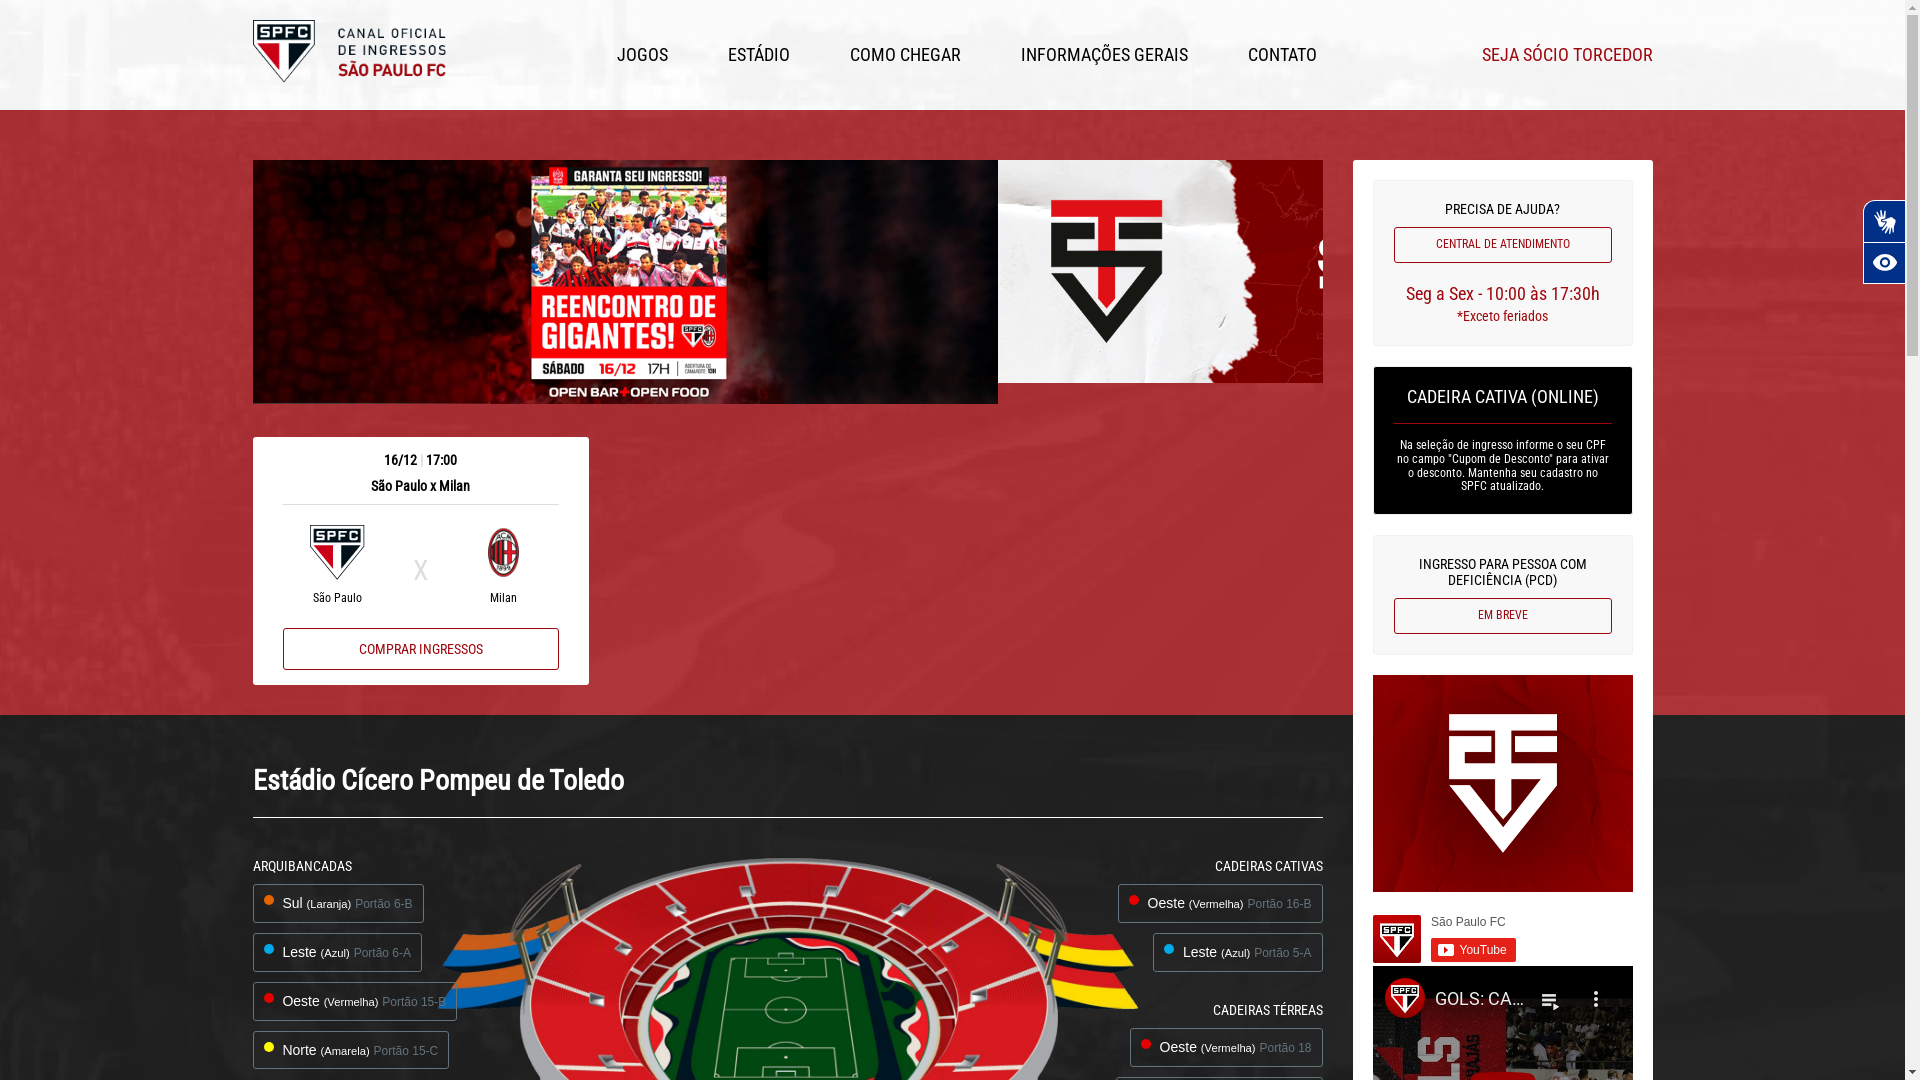 SPFC
CANAL OFICIAL
DE INGRESSOS
SÃO PAULO FC
JOGOS
ESTÁDIO
COMO CHEGAR
INFORMAÇÕES GERAIS
CONTATO
SEJA SÓCIO TORCEDOR
GARANTA SEU INGRESSO!
REENCONTRO DE
GIGANTES!
SÁBADO 16/12 17H
OPEN BAR+OPEN FOOD
16/12 | 17:00
São Paulo x Milan
SPFC
X
São Paulo
Milan
COMPRAR INGRESSOS
PRECISA DE AJUDA?
CENTRAL DE ATENDIMENTO
Seg a Sex - 10:00 às 17:30h
*Exceto feriados
CADEIRA CATIVA (ONLINE)
Na seleção de ingresso informe o seu CPF
no campo "Cupom de Desconto" para ativar
o desconto. Mantenha seu cadastro no
SPFC atualizado.
INGRESSO PARA PESSOA COM
DEFICIÊNCIA (PCD)
EM BREVE
São Paulo FC
YouTube
GOLS: CA...
Estádio Cícero Pompeu de Toledo
ARQUIBANCADAS
Sul (Laranja) Portão 6-B
Leste (Azul) Portão 6-A
Oeste (Vermelha) Portão 15-B
Norte (Amarela) Portão 15-C
CADEIRAS CATIVAS
Oeste (Vermelha) Portão 16-B
Leste (Azul) Portão 5-A
CADEIRAS TÉRREAS
Oeste (Vermelha) Portão 18